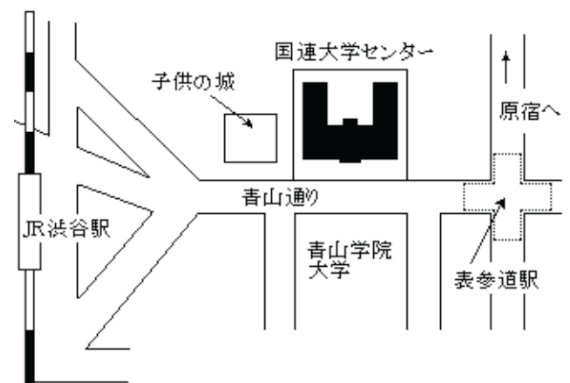 国連大学センター
子供の城
原宿へ
青山通り
JR渋谷駅
青山学院
大学
表参道駅